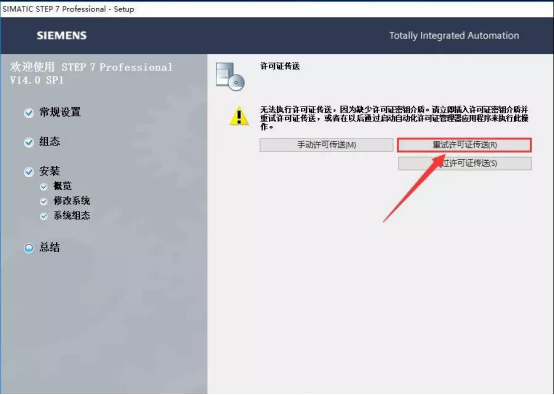 SIMATIC STEP 7 Professional - Setup
SIEMENS
Totally Integrated Automation
欢迎使用 STEP 7 Professional
V14.0 SP1
常规设置
组态
安装
概览
修改系统
系统组态
总结
许可证传送
无法执行许可证传送，因为缺少许可证密钥介质。请立即插入许可证密钥介质并
重试许可证传送，或者在以后通过启动自动化许可证管理器应用程序来执行此操
作。
手动许可传送(M)
重试许可证传送(R)
过许可证传送(S)